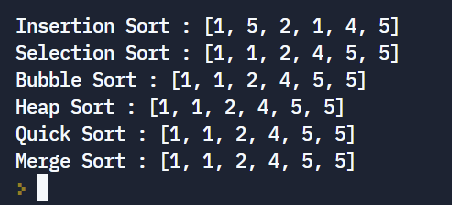 Insertion Sort : [1, 5, 2, 1, 4, 5]
Selection Sort : [1, 1, 2, 4, 5, 5]
Bubble Sort : [1, 1, 2, 4, 5, 5]
Heap Sort : [1, 1, 2, 4, 5, 5]
Quick Sort : [1, 1, 2, 4, 5, 5]
Merge Sort : [1, 1, 2, 4, 5, 5]
>